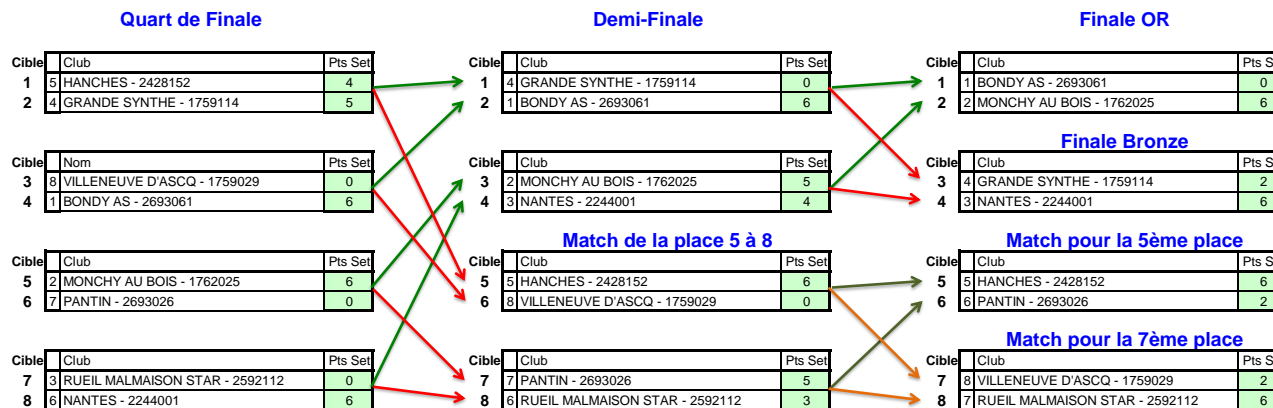 Quart de Finale Demi-Finale Finale OR
Cible Club Pts Set Cible Club Pts Set Cible Club Pts S
1 5 HANCHES - 2428152 4 1 4 GRANDE SYNTHE - 1759114 0 1 1 BONDY AS - 2693061 0
2 4 GRANDE SYNTHE - 1759114 5 2 1 BONDY AS - 2693061 6 2 2 MONCHY AU BOIS - 1762025 6
Finale Bronze
Cible Nom Pts Set Cible Club Pts Set Cible Club Pts S
3 8 VILLENEUVE D'ASCQ - 1759029 0 3 2 MONCHY AU BOIS - 1762025 5 3 4 GRANDE SYNTHE - 1759114 2
4 1 BONDY AS - 2693061 6 4 3 NANTES - 2244001 4 4 3 NANTES - 2244001 6
Match de la place 5 à 8 Match pour la 5ème place
Cible Club Pts Set Cible Club Pts Set Cible Club Pts S
5 2 MONCHY AU BOIS - 1762025 6 5 5 HANCHES - 2428152 6 5 5 HANCHES - 2428152 6
6 7 PANTIN - 2693026 0 6 8 VILLENEUVE D'ASCQ - 1759029 0 6 6 PANTIN - 2693026 2
Match pour la 7ème place
Cible Club Pts Set Cible Club Pts Set Cible Club Pts S
7 3 RUEIL MALMAISON STAR - 2592112 0 7 7 PANTIN - 2693026 5 7 8 VILLENEUVE D'ASCQ - 1759029 2
8 6 NANTES - 2244001 6 8 6 RUEIL MALMAISON STAR - 2592112 3 8 7 RUEIL MALMAISON STAR - 2592112 6